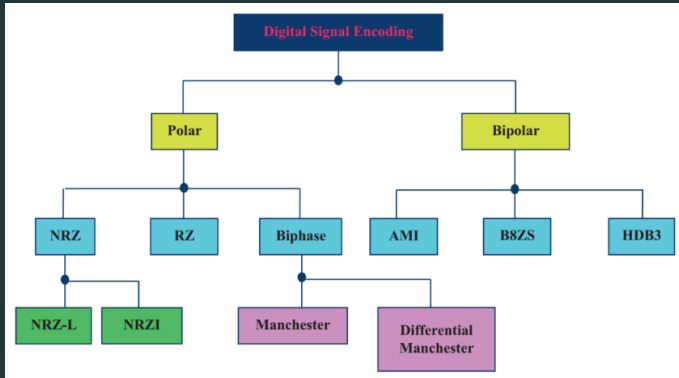 Digital Signal Encoding
Polar
Bipolar
NRZ
RZ
Biphase
AMI
B8ZS
HDB3
NRZ-L
NRZI
Manchester
Differential
Manchester